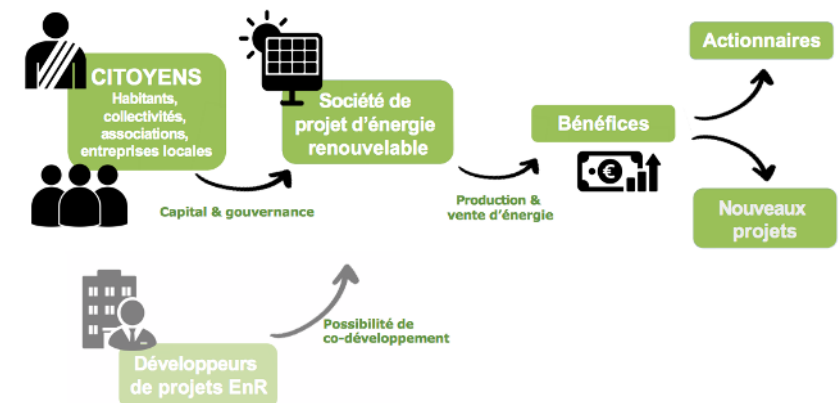 CITOYENS
Habitants,
collectivités,
associations,
entreprises locales
Capital & gouvernance
Société de
projet d'énergie
renouvelable
Production &
vente d'énergie
Bénéfices
€
Actionnaires
Nouveaux
projets
Possibilité de
co-développement
Développeurs
de projets EnR